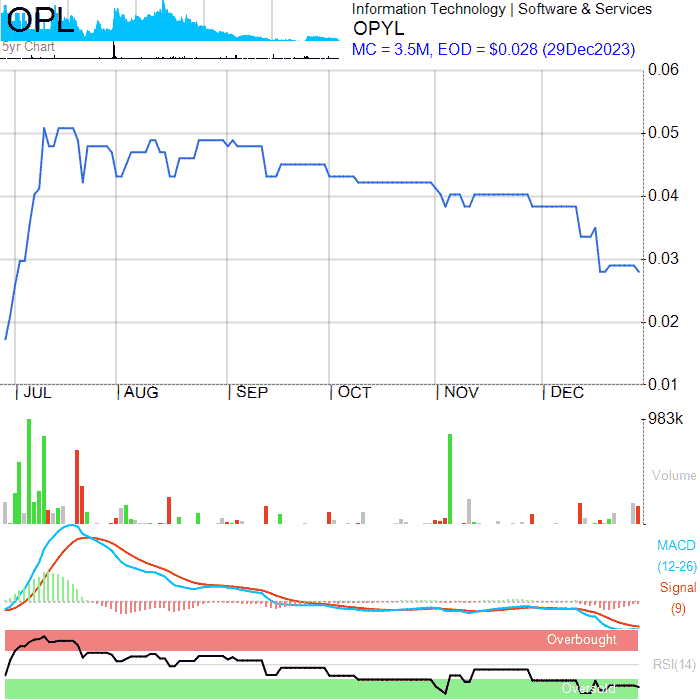 OPL
5yr Chart
Information Technology | Software & Services
OPYL
MC = 3.5M, EOD = $0.028 (29Dec2023)
0.06
0.05
0.04
0.03
0.02
0.01
JUL AUG SEP OCT NOV DEC
983k
Volume
MACD
(12-26)
Signal
(9)
Overbought
RSI(14)
Oversold